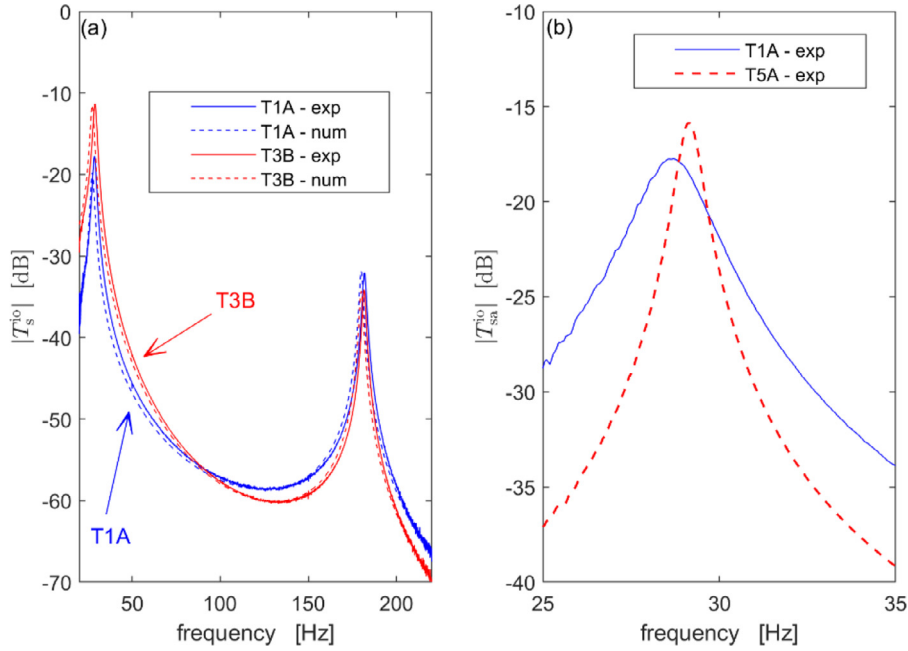 (a)
0
-10
-20
-30
-40
-50
-60
-70
|T_s^io| [dB]
T1A - exp
T1A - num
T3B - exp
T3B - num
T3B
T1A
50 100 150 200
frequency [Hz]
(b)
-10
-15
-20
-25
-30
-35
-40
|T_sa^io| [dB]
T1A - exp
T5A - exp
25 30 35
frequency [Hz]